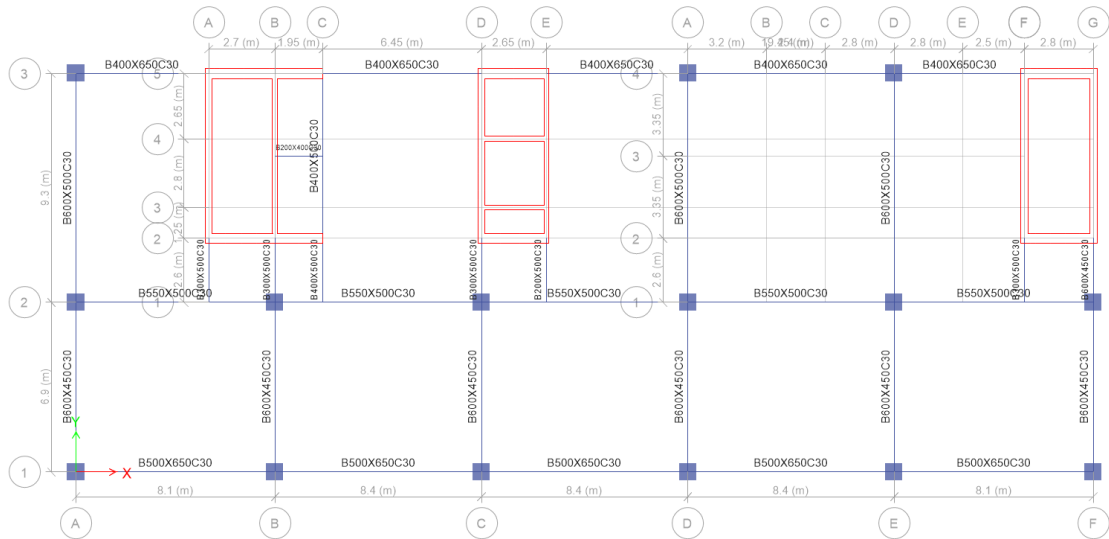 A B C D E A B C D E F G
2.7 (m) 1.95 (m) 6.45 (m) 2.65 (m) 3.2 (m) 2.8 (m) 2.8 (m) 2.5 (m) 2.8 (m)
B400X650C30 B400X650C30 B400X650C30 B400X650C30 B400X650C30
3 5 4
2.65 (m)
3.35 (m)
4
B200X400C30
3
B400X500C30
9.3 (m)
B600X500C30
2.8 (m)
B600X500C30
B600X500C30
3.35 (m)
3
1.25 (m)
2 2
B300X500C30
B300X500C30
B400X500C30
B300X500C30
B200X500C30
B300X500C30
B600X450C30
2.6 (m)
2.6 (m)
B550X500C30 B550X500C30 B550X500C30 B550X500C30 B550X500C30
2 1 1
6.9 (m)
B600X450C30
B600X450C30
B600X450C30
B600X450C30
B600X450C30
B600X450C30
Y
B500X650C30 B500X650C30 B500X650C30 B500X650C30 B500X650C30
1
X
8.1 (m) 8.4 (m) 8.4 (m) 8.4 (m) 8.1 (m)
A B C D E F